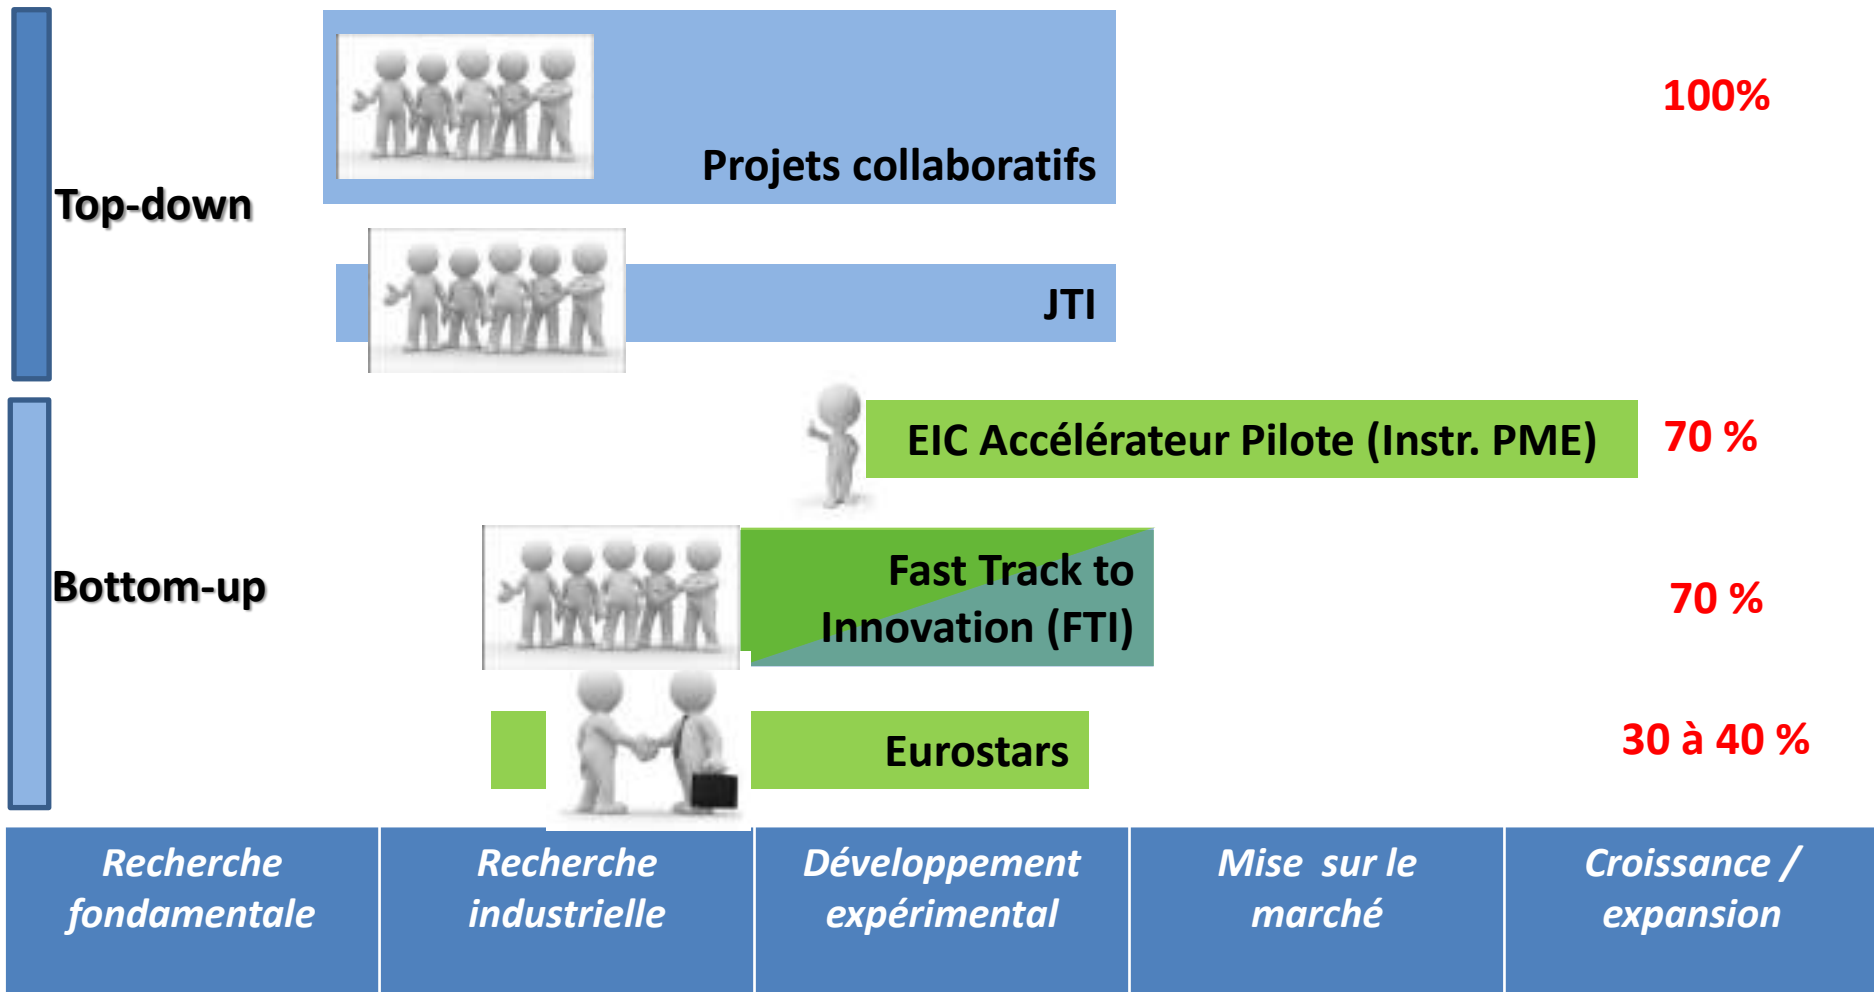 100%
Projets collaboratifs
Top-down
JTI
EIC Accélérateur Pilote (Instr. PME)
70 %
Fast Track to
Innovation (FTI)
Bottom-up
70 %
Eurostars
30 à 40 %
Recherche
fondamentale
Recherche
industrielle
Développement
expérimental
Mise sur le
marché
Croissance /
expansion